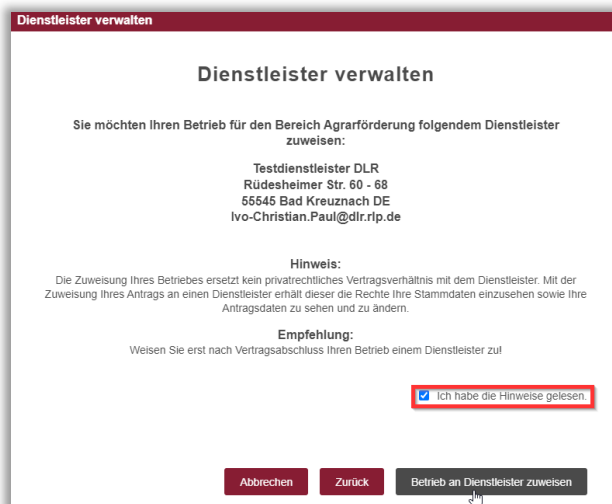 Dienstleister verwalten
Dienstleister verwalten
Sie möchten Ihren Betrieb für den Bereich Agrarförderung folgendem Dienstleister
zuweisen:
Testdienstleister DLR
Rüdesheimer Str. 60 - 68
55545 Bad Kreuznach DE
Ivo-Christian.Paul@dlr.rlp.de
Hinweis:
Die Zuweisung Ihres Betriebes ersetzt kein privatrechtliches Vertragsverhältnis mit dem Dienstleister. Mit der
Zuweisung Ihres Antrags an einen Dienstleister erhält dieser die Rechte Ihre Stammdaten einzusehen sowie Ihre
Antragsdaten zu sehen und zu ändern.
Empfehlung:
Weisen Sie erst nach Vertragsabschluss Ihren Betrieb einem Dienstleister zu!
Ich habe die Hinweise gelesen.
Abbrechen Zurück Betrieb an Dienstleister zuweisen